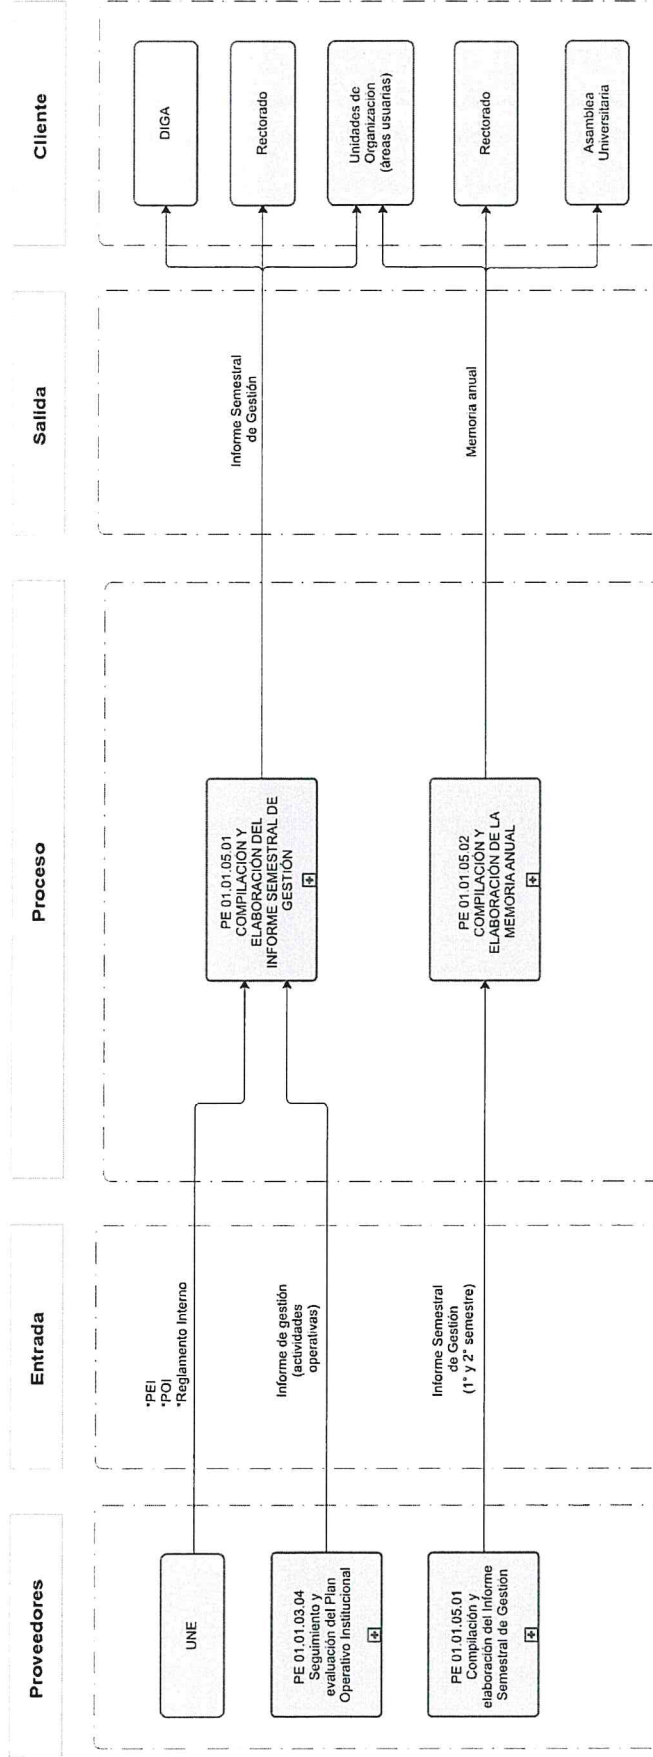 Proveedores
Entrada
Proceso
Salida
Cliente
UNE
*PEI
*POI
*Reglamento Interno
PE 01.01.03.04
Seguimiento y
evaluación del Plan
Operativo Institucional
Informe de gestión
(actividades
operativas)
PE 01.01.05.01
COMPILACIÓN Y
ELABORACIÓN DEL
INFORME SEMESTRAL DE
GESTIÓN
Informe Semestral
de Gestión
DIGA
Rectorado
Unidades de
Organización
(áreas usuarias)
PE 01.01.05.01
Compilación y
elaboración del Informe
Semestral de Gestión
Informe Semestral
de Gestión
(1° y 2° semestre)
PE 01.01.05.02
COMPILACIÓN Y
ELABORACIÓN DE LA
MEMORIA ANUAL
Memoria anual
Rectorado
Asamblea
Universitaria